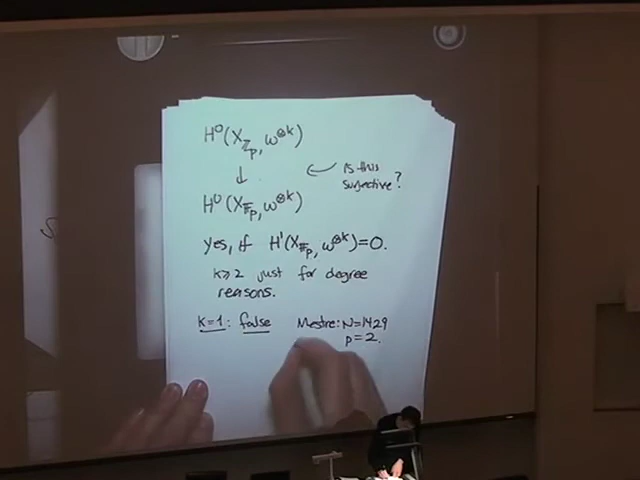 H⁰(X_ℤₚ, ω^⊗k)
↓ ← Is this
surjective?
H⁰(X_𝔽ₚ, ω^⊗k)
yes, if H¹(X_𝔽ₚ, ω^⊗k)=0.
k≥2 just for degree
reasons.
k=1: false Mestre: N=1429
p=2.